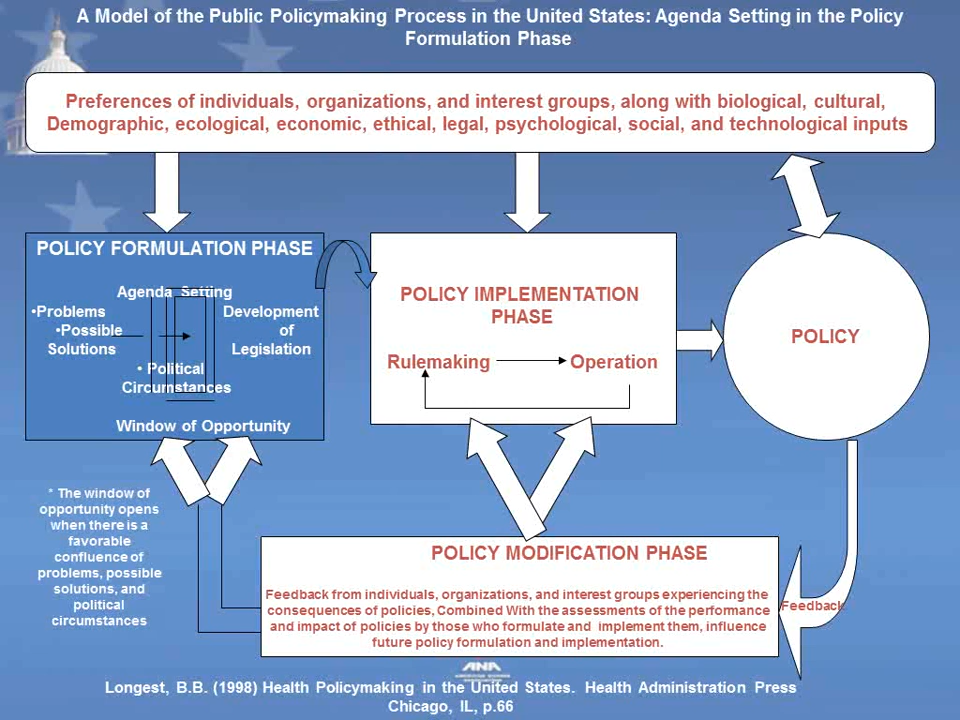 A Model of the Public Policymaking Process in the United States: Agenda Setting in the Policy
Formulation Phase
Preferences of individuals, organizations, and interest groups, along with biological, cultural,
Demographic, ecological, economic, ethical, legal, psychological, social, and technological inputs
POLICY FORMULATION PHASE
Agenda Setting
•Problems
•Possible
Solutions
• Political
Circumstances
Development
of
Legislation
Window of Opportunity
POLICY IMPLEMENTATION
PHASE
Rulemaking
Operation
POLICY
* The window of
opportunity opens
when there is a
favorable
confluence of
problems, possible
solutions, and
political
circumstances
POLICY MODIFICATION PHASE
Feedback from individuals, organizations, and interest groups experiencing the
consequences of policies, Combined With the assessments of the performance
and impact of policies by those who formulate and implement them, influence
future policy formulation and implementation.
Feedback
ANA
Longest, B.B. (1998) Health Policymaking in the United States. Health Administration Press
Chicago, IL, p.66